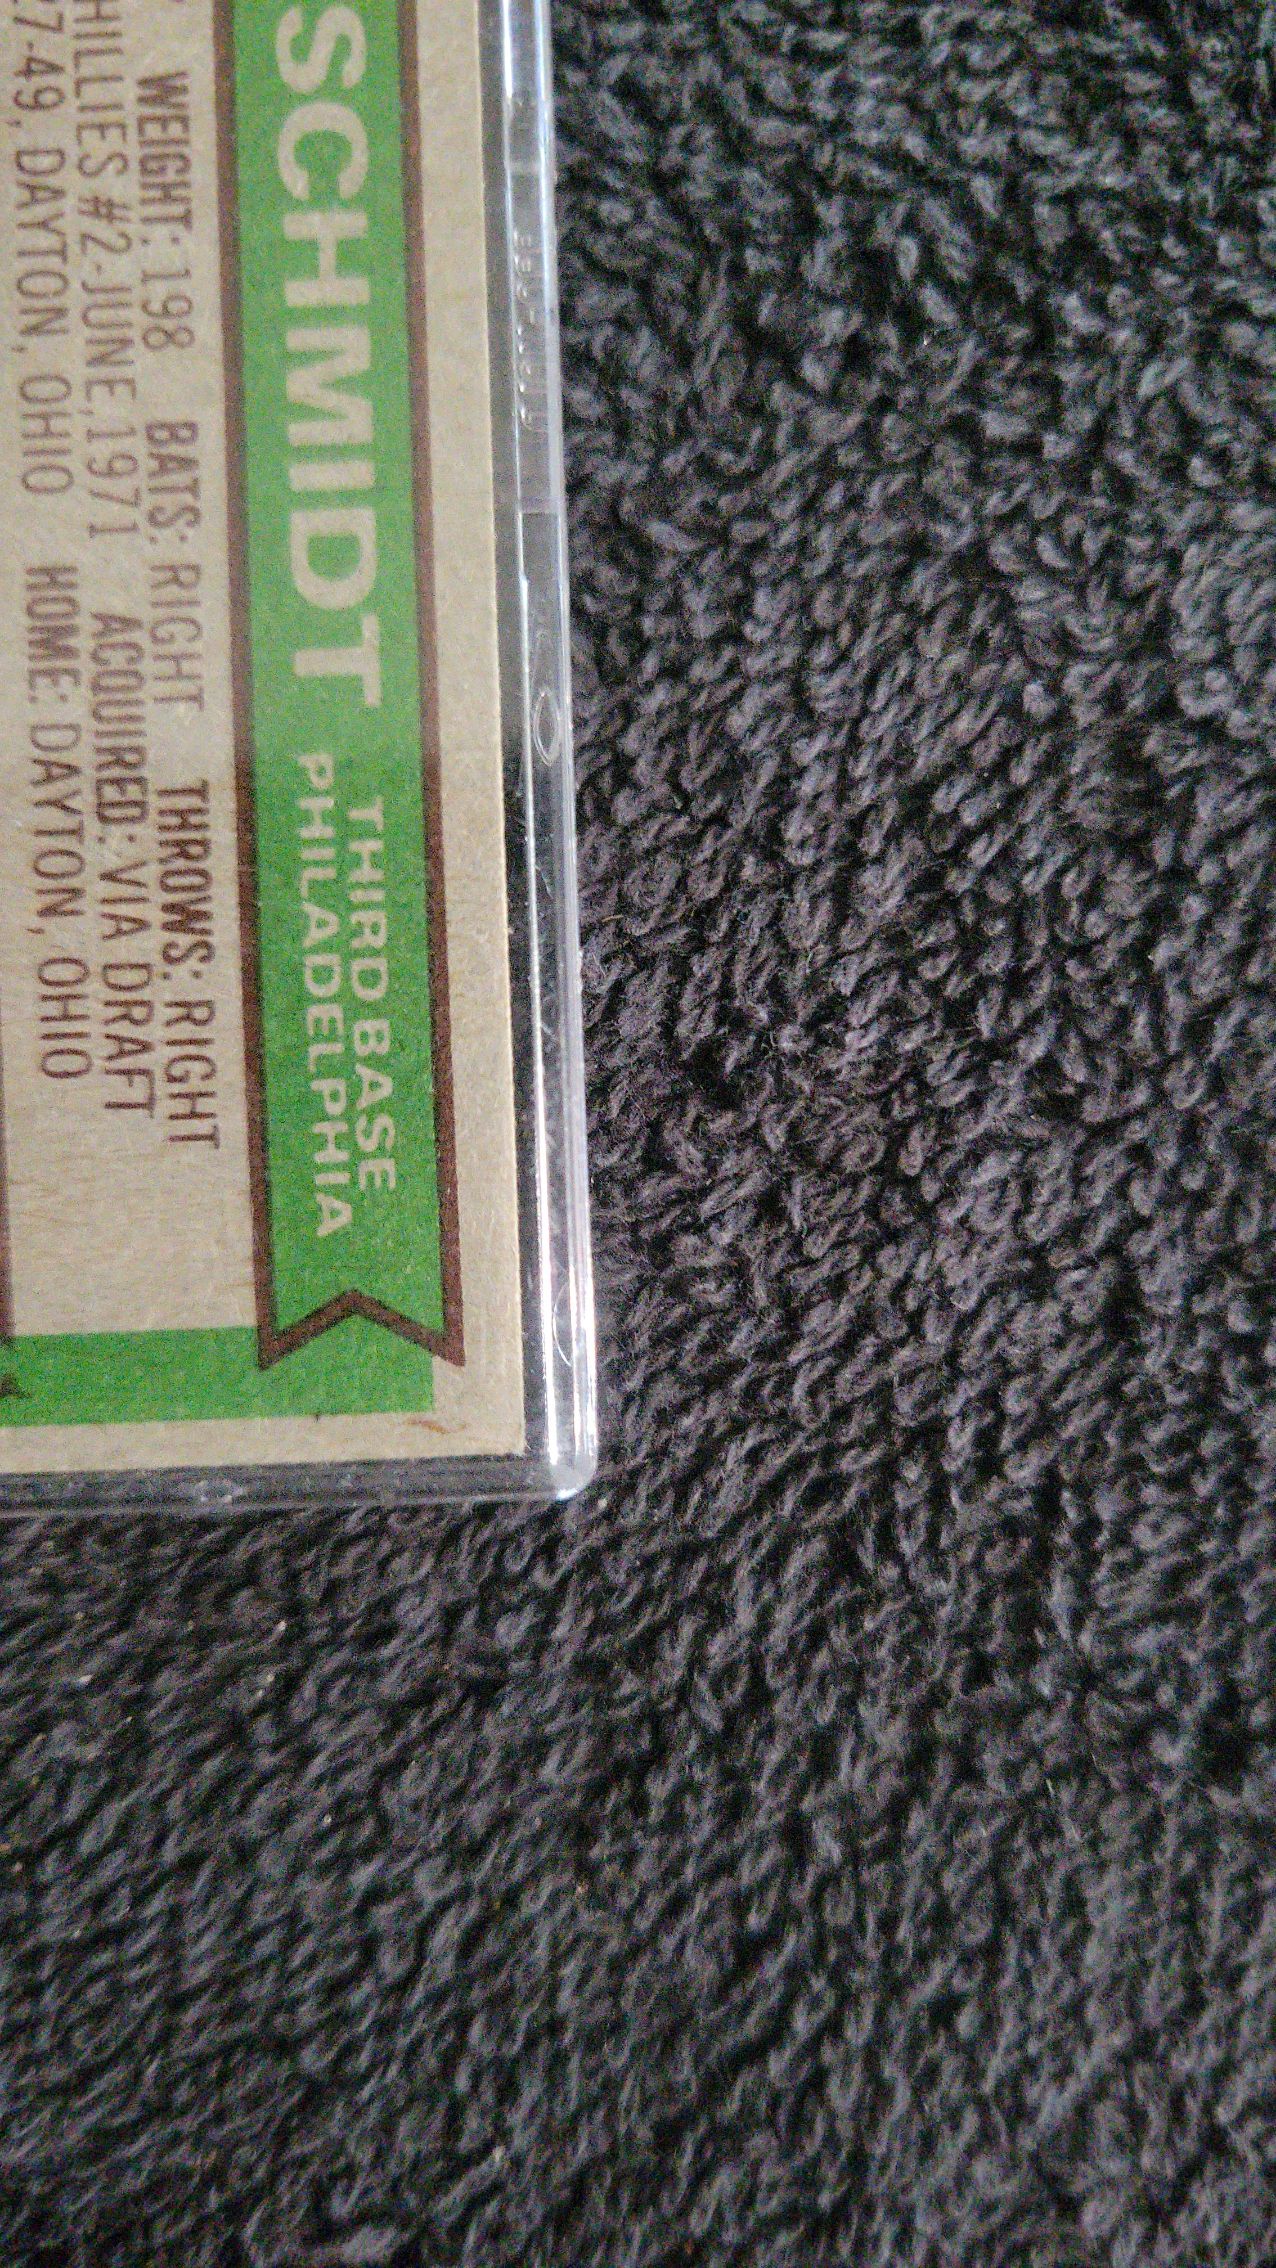 SCHMIDT
THIRD BASE
PHILADELPHIA
WEIGHT: 198 BATS: RIGHT THROWS: RIGHT
HILLIES #2-JUNE,1971 ACQUIRED: VIA DRAFT
27-49, DAYTON, OHIO HOME: DAYTON, OHIO